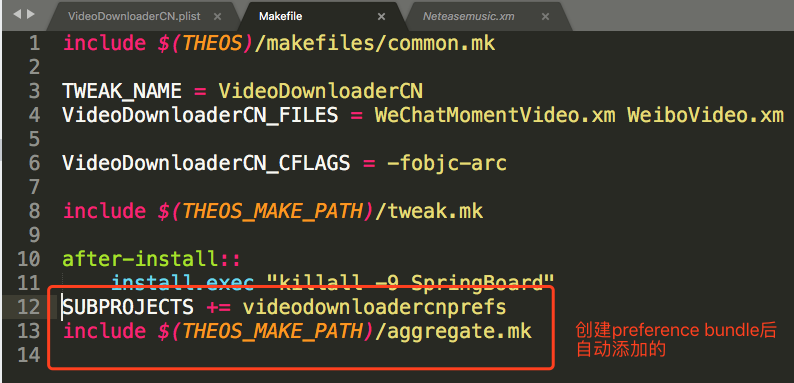 VideoDownloaderCN.plist × Makefile × Neteasemusic.xm ×
1 include $(THEOS)/makefiles/common.mk
2
3 TWEAK_NAME = VideoDownloaderCN
4 VideoDownloaderCN_FILES = WeChatMomentVideo.xm WeiboVideo.xm
5
6 VideoDownloaderCN_CFLAGS = -fobjc-arc
7
8 include $(THEOS_MAKE_PATH)/tweak.mk
9
10 after-install::
11 install.exec "killall -9 SpringBoard"
12 SUBPROJECTS += videodownloadercnprefs
13 include $(THEOS_MAKE_PATH)/aggregate.mk
14
创建preference bundle后
自动添加的